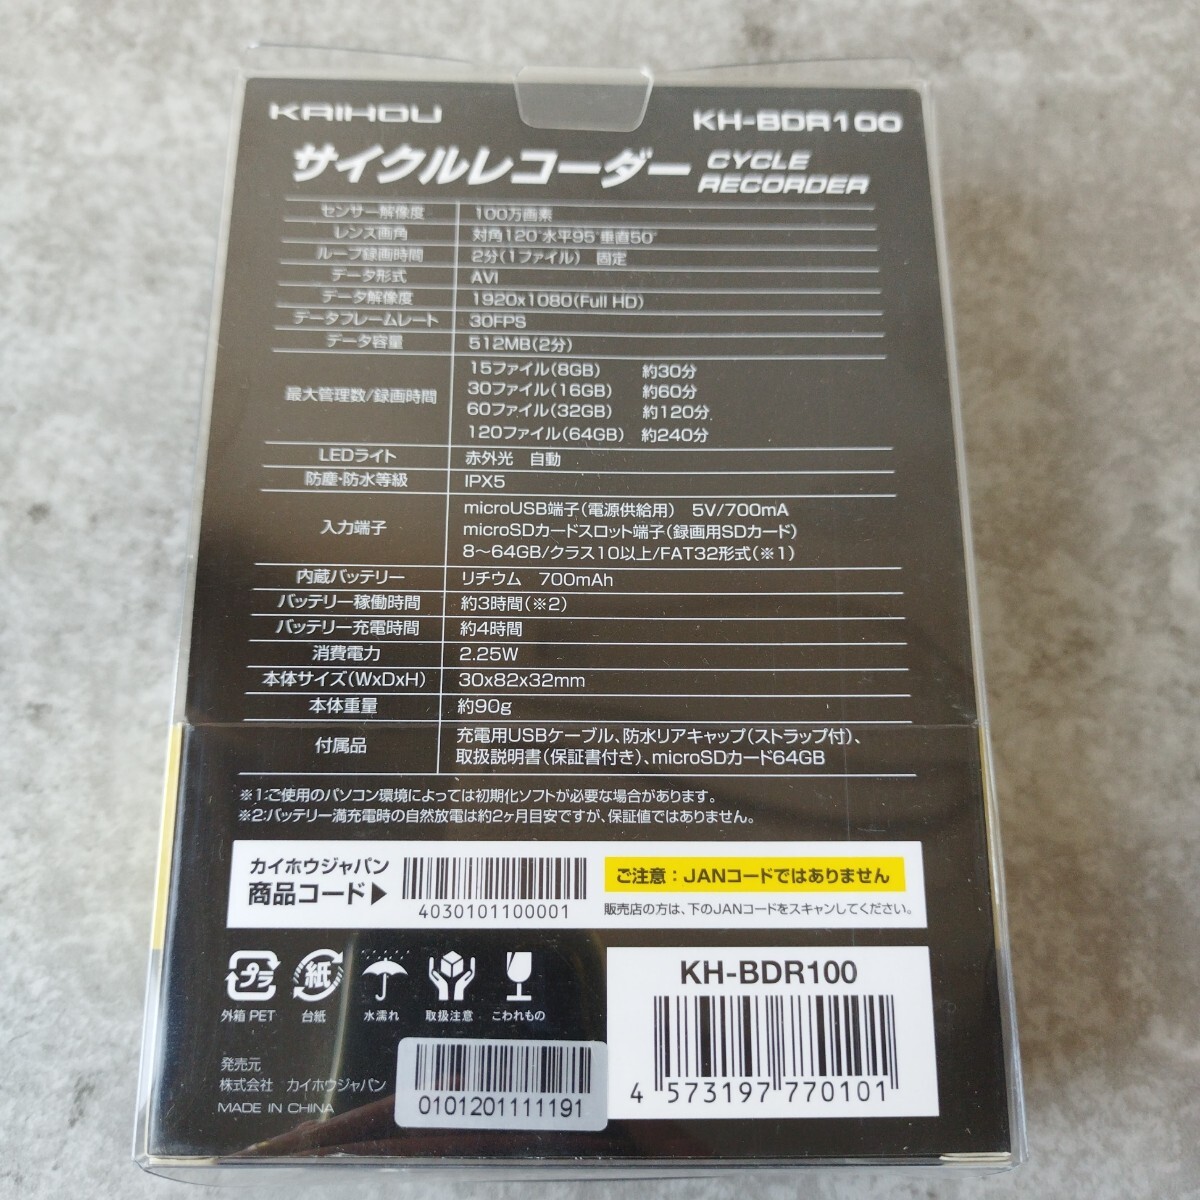 KAIHOU
KH-BDR100
サイクルレコーダー CYCLE RECORDER
センサー解像度 100万画素
レンズ画角 対角120°水平95°垂直50°
ループ録画時間 2分(1ファイル) 固定
データ形式 AVI
データ解像度 1920x1080(Full HD)
データフレームレート 30FPS
データ容量 512MB(2分)
最大管理数/録画時間
15ファイル(8GB) 約30分
30ファイル(16GB) 約60分
60ファイル(32GB) 約120分
120ファイル(64GB) 約240分
LEDライト 赤外光 自動
防塵・防水等級 IPX5
入力端子
microUSB端子(電源供給用) 5V/700mA
microSDカードスロット端子(録画用SDカード)
8〜64GB/クラス10以上/FAT32形式(※1)
内蔵バッテリー リチウム 700mAh
バッテリー稼働時間 約3時間(※2)
バッテリー充電時間 約4時間
消費電力 2.25W
本体サイズ(WxDxH) 30x82x32mm
本体重量 約90g
付属品
充電用USBケーブル、防水リアキャップ(ストラップ付)、
取扱説明書(保証書付き)、microSDカード64GB
※1:ご使用のパソコン環境によっては初期化ソフトが必要な場合があります。
※2:バッテリー満充電時の自然放電は約2ヶ月目安ですが、保証値ではありません。
カイホウジャパン
商品コード▶
4030101100001
ご注意：JANコードではありません
販売店の方は、下のJANコードをスキャンしてください。
プラ
紙
外箱 PET
台紙
水濡れ
取扱注意
こわれもの
KH-BDR100
4 573197 770101
発売元
株式会社 カイホウジャパン
MADE IN CHINA
0101201111191